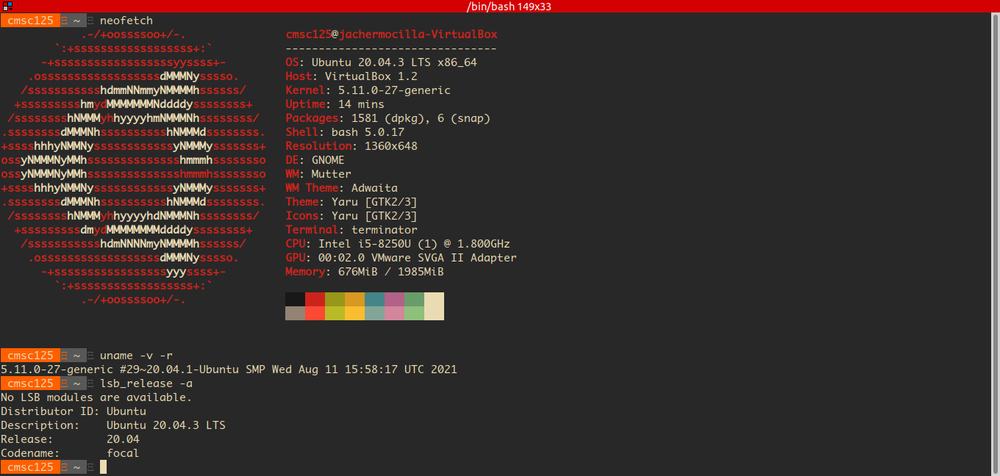 /bin/bash 149x33
cmsc125 ~ neofetch
.-/+oossssoo+/-. cmsc125@jachermocilla-VirtualBox
`:+ssssssssssssssssss+:` --------------------------------
-+ssssssssssssssssssyyssss+- OS: Ubuntu 20.04.3 LTS x86_64
.ossssssssssssssssssdMMMNysssso. Host: VirtualBox 1.2
/ssssssssssshdmmNNmmyNMMMMhssssss/ Kernel: 5.11.0-27-generic
+ssssssssshmydMMMMMMMNddddyssssssss+ Uptime: 14 mins
/sssssssshNMMMyhhyyyyhmNMMMNhssssssss/ Packages: 1581 (dpkg), 6 (snap)
.ssssssssdMMMNhsssssssssshNMMMdssssssss. Shell: bash 5.0.17
+sssshhhyNMMNyssssssssssssyNMMMysssssss+ Resolution: 1360x648
ossyNMMMNyMMhsssssssssssssshmmmhssssssso DE: GNOME
ossyNMMMNyMMhsssssssssssssshmmmhssssssso WM: Mutter
+sssshhhyNMMNyssssssssssssyNMMMysssssss+ WM Theme: Adwaita
.ssssssssdMMMNhsssssssssshNMMMdssssssss. Theme: Yaru [GTK2/3]
/sssssssshNMMMyhhyyyyhdNMMMNhssssssss/ Icons: Yaru [GTK2/3]
+sssssssssdmydMMMMMMMMddddyssssssss+ Terminal: terminator
/ssssssssssshdmNNNNmyNMMMMhssssss/ CPU: Intel i5-8250U (1) @ 1.800GHz
.ossssssssssssssssssdMMMNysssso. GPU: 00:02.0 VMware SVGA II Adapter
-+sssssssssssssssssyyyssss+- Memory: 676MiB / 1985MiB
`:+ssssssssssssssssss+:`
.-/+oossssoo+/-.
cmsc125 ~ uname -v -r
5.11.0-27-generic #29~20.04.1-Ubuntu SMP Wed Aug 11 15:58:17 UTC 2021
cmsc125 ~ lsb_release -a
No LSB modules are available.
Distributor ID: Ubuntu
Description: Ubuntu 20.04.3 LTS
Release: 20.04
Codename: focal
cmsc125 ~